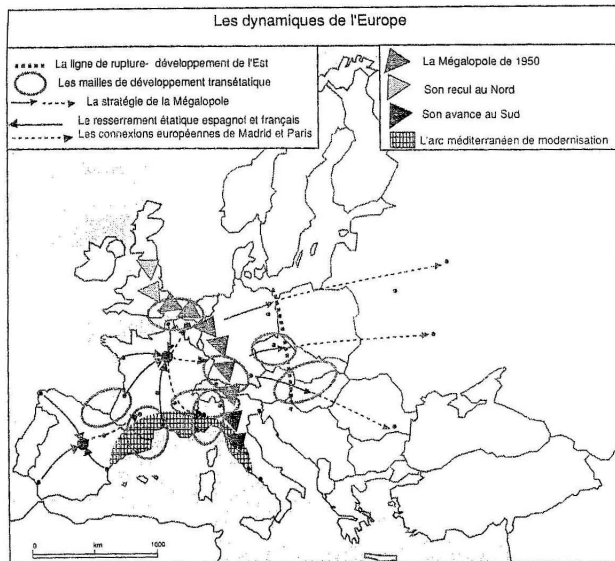 Les dynamiques de l'Europe
La ligne de rupture- développement de l'Est
Les mailles de développement transétatique
La stratégie de la Mégalopole
Le resserrement étatique espagnol et français
Les connexions européennes de Madrid et Paris
La Mégalopole de 1950
Son recul au Nord
Son avance au Sud
L'arc méditerranéen de modernisation
0 km 1000